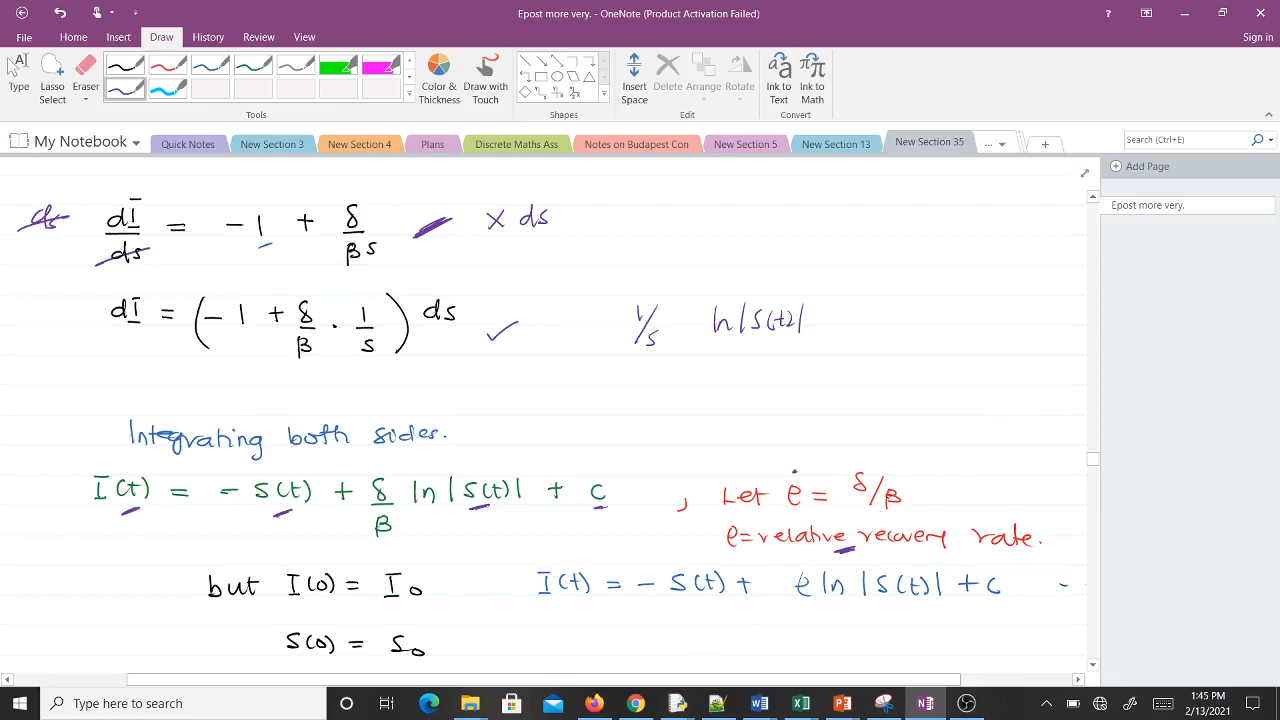 Epost more very. - OneNote (Product Activation Failed)
File Home Insert Draw History Review View Sign in
Type Lasso Select Eraser Color & Thickness Draw with Touch Insert Space Delete Arrange Rotate Ink to Text Ink to Math
Tools Shapes Edit Convert
My Notebook Quick Notes New Section 3 New Section 4 Plans Discrete Maths Ass Notes on Budapest Con New Section 5 New Section 13 New Section 35 ... Search (Ctrl+E)
Add Page
Epost more very.
ds dI/ds = -1 + δ/βs × ds
dI = (-1 + δ/β · 1/s) ds 1/s ln|S(t)|
Integrating both sides.
I(t) = -S(t) + δ/β ln|S(t)| + c , Let ρ = δ/β
ρ = relative recovery rate.
but I(0) = I₀ I(t) = -S(t) + ρ ln|S(t)| + c -
S(0) = S₀
Type here to search
1:45 PM
2/13/2021